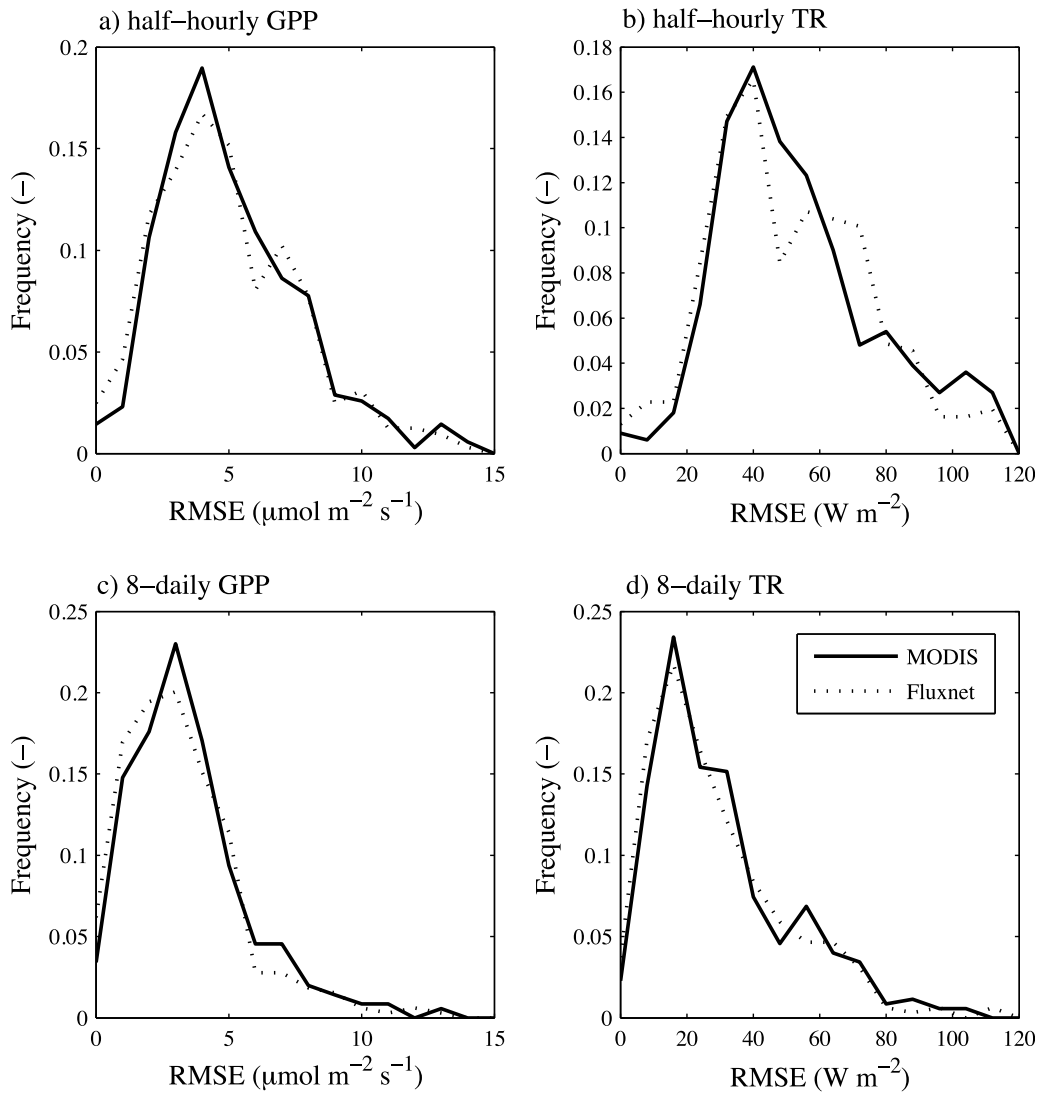 a) half−hourly GPP
0.2
0.15
0.1
0.05
0
Frequency (−)
0 5 10 15
RMSE (μmol m−2 s−1)
b) half−hourly TR
0.18
0.16
0.14
0.12
0.1
0.08
0.06
0.04
0.02
0
Frequency (−)
0 20 40 60 80 100 120
RMSE (W m−2)
c) 8−daily GPP
0.25
0.2
0.15
0.1
0.05
0
Frequency (−)
0 5 10 15
RMSE (μmol m−2 s−1)
d) 8−daily TR
0.25
0.2
0.15
0.1
0.05
0
Frequency (−)
MODIS
Fluxnet
0 20 40 60 80 100 120
RMSE (W m−2)